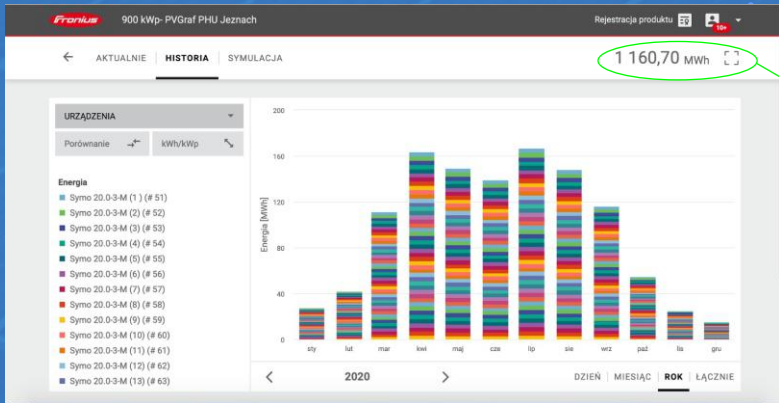 Fronius 900 kWp- PVGraf PHU Jeznach Rejestracja produktu 10+
AKTUALNIE HISTORIA SYMULACJA 1 160,70 MWh
URZĄDZENIA
Porównanie kWh/kWp
Energia
Symo 20.0-3-M (1 ) (# 51)
Symo 20.0-3-M (2) (# 52)
Symo 20.0-3-M (3) (# 53)
Symo 20.0-3-M (4) (# 54)
Symo 20.0-3-M (5) (# 55)
Symo 20.0-3-M (6) (# 56)
Symo 20.0-3-M (7) (# 57)
Symo 20.0-3-M (8) (# 58)
Symo 20.0-3-M (9) (# 59)
Symo 20.0-3-M (10) (# 60)
Symo 20.0-3-M (11) (# 61)
Symo 20.0-3-M (12) (# 62)
Symo 20.0-3-M (13) (# 63)
Energia [MWh]
200
160
120
80
40
0
sty lut mar kwi maj cze lip sie wrz paź lis gru
2020 DZIEŃ MIESIĄC ROK ŁĄCZNIE